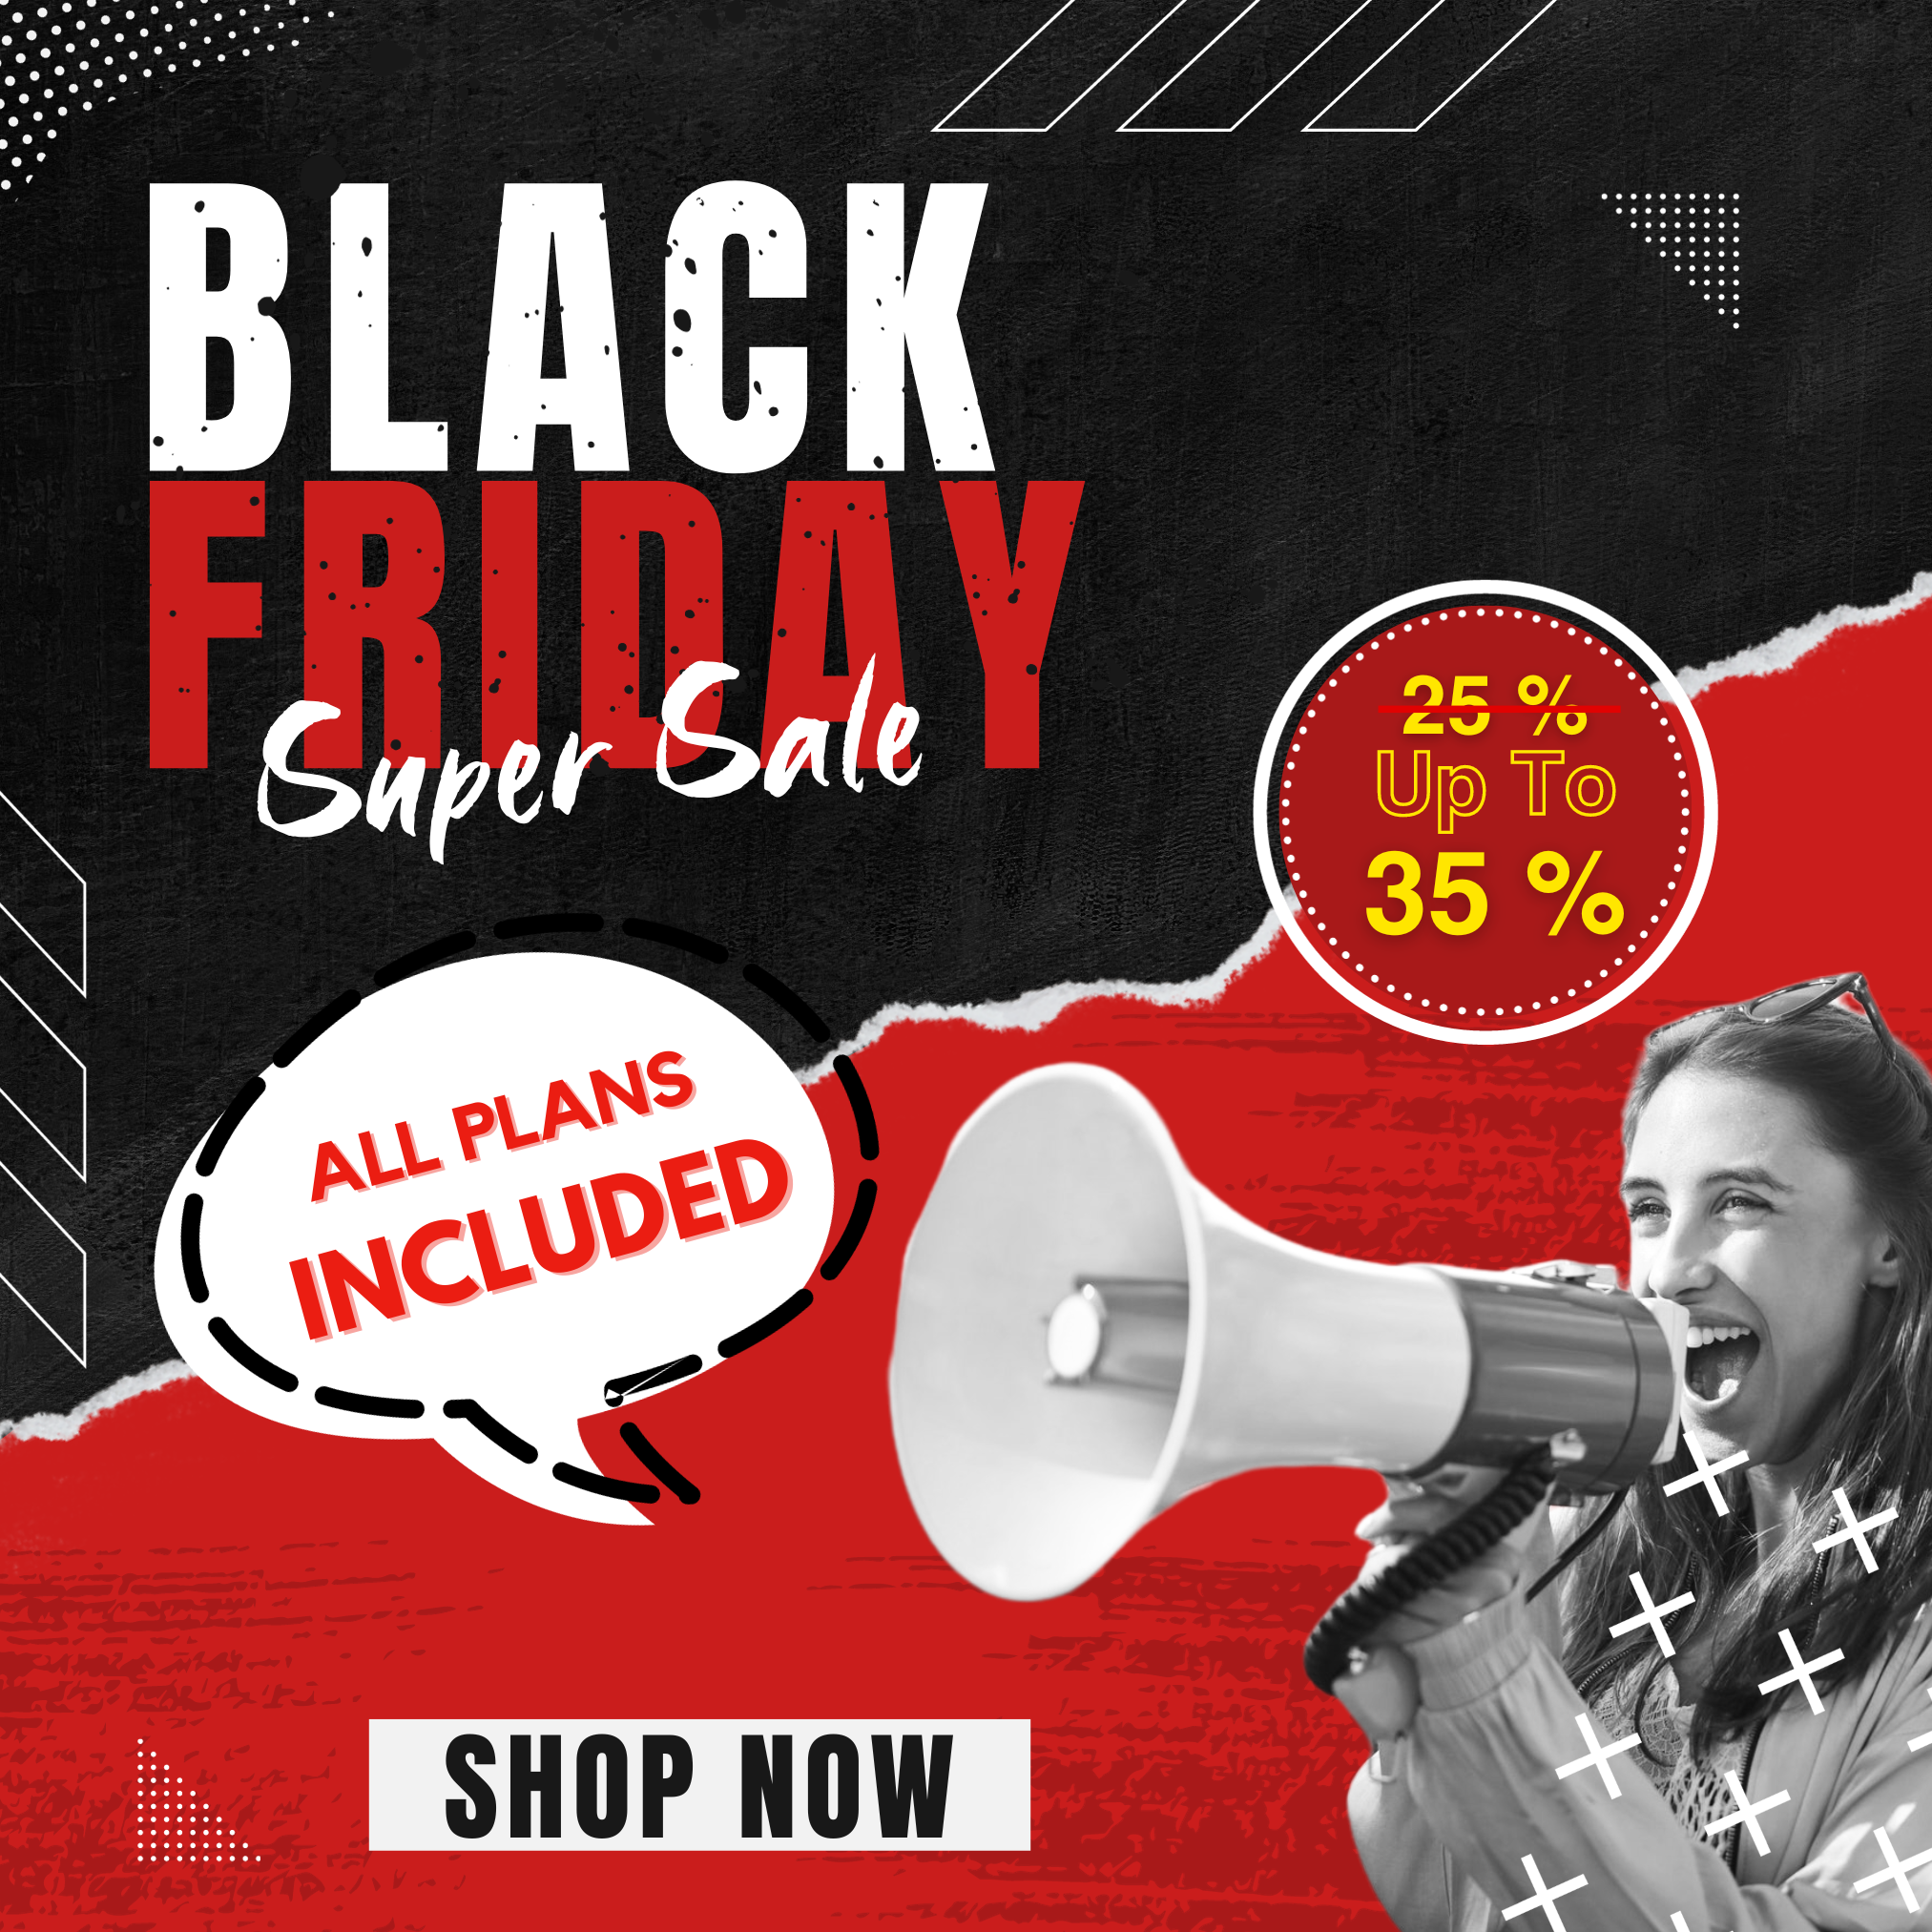 BLACK
FRIDAY
Super Sale
25 %
Up To
35 %
ALL PLANS
INCLUDED
SHOP NOW